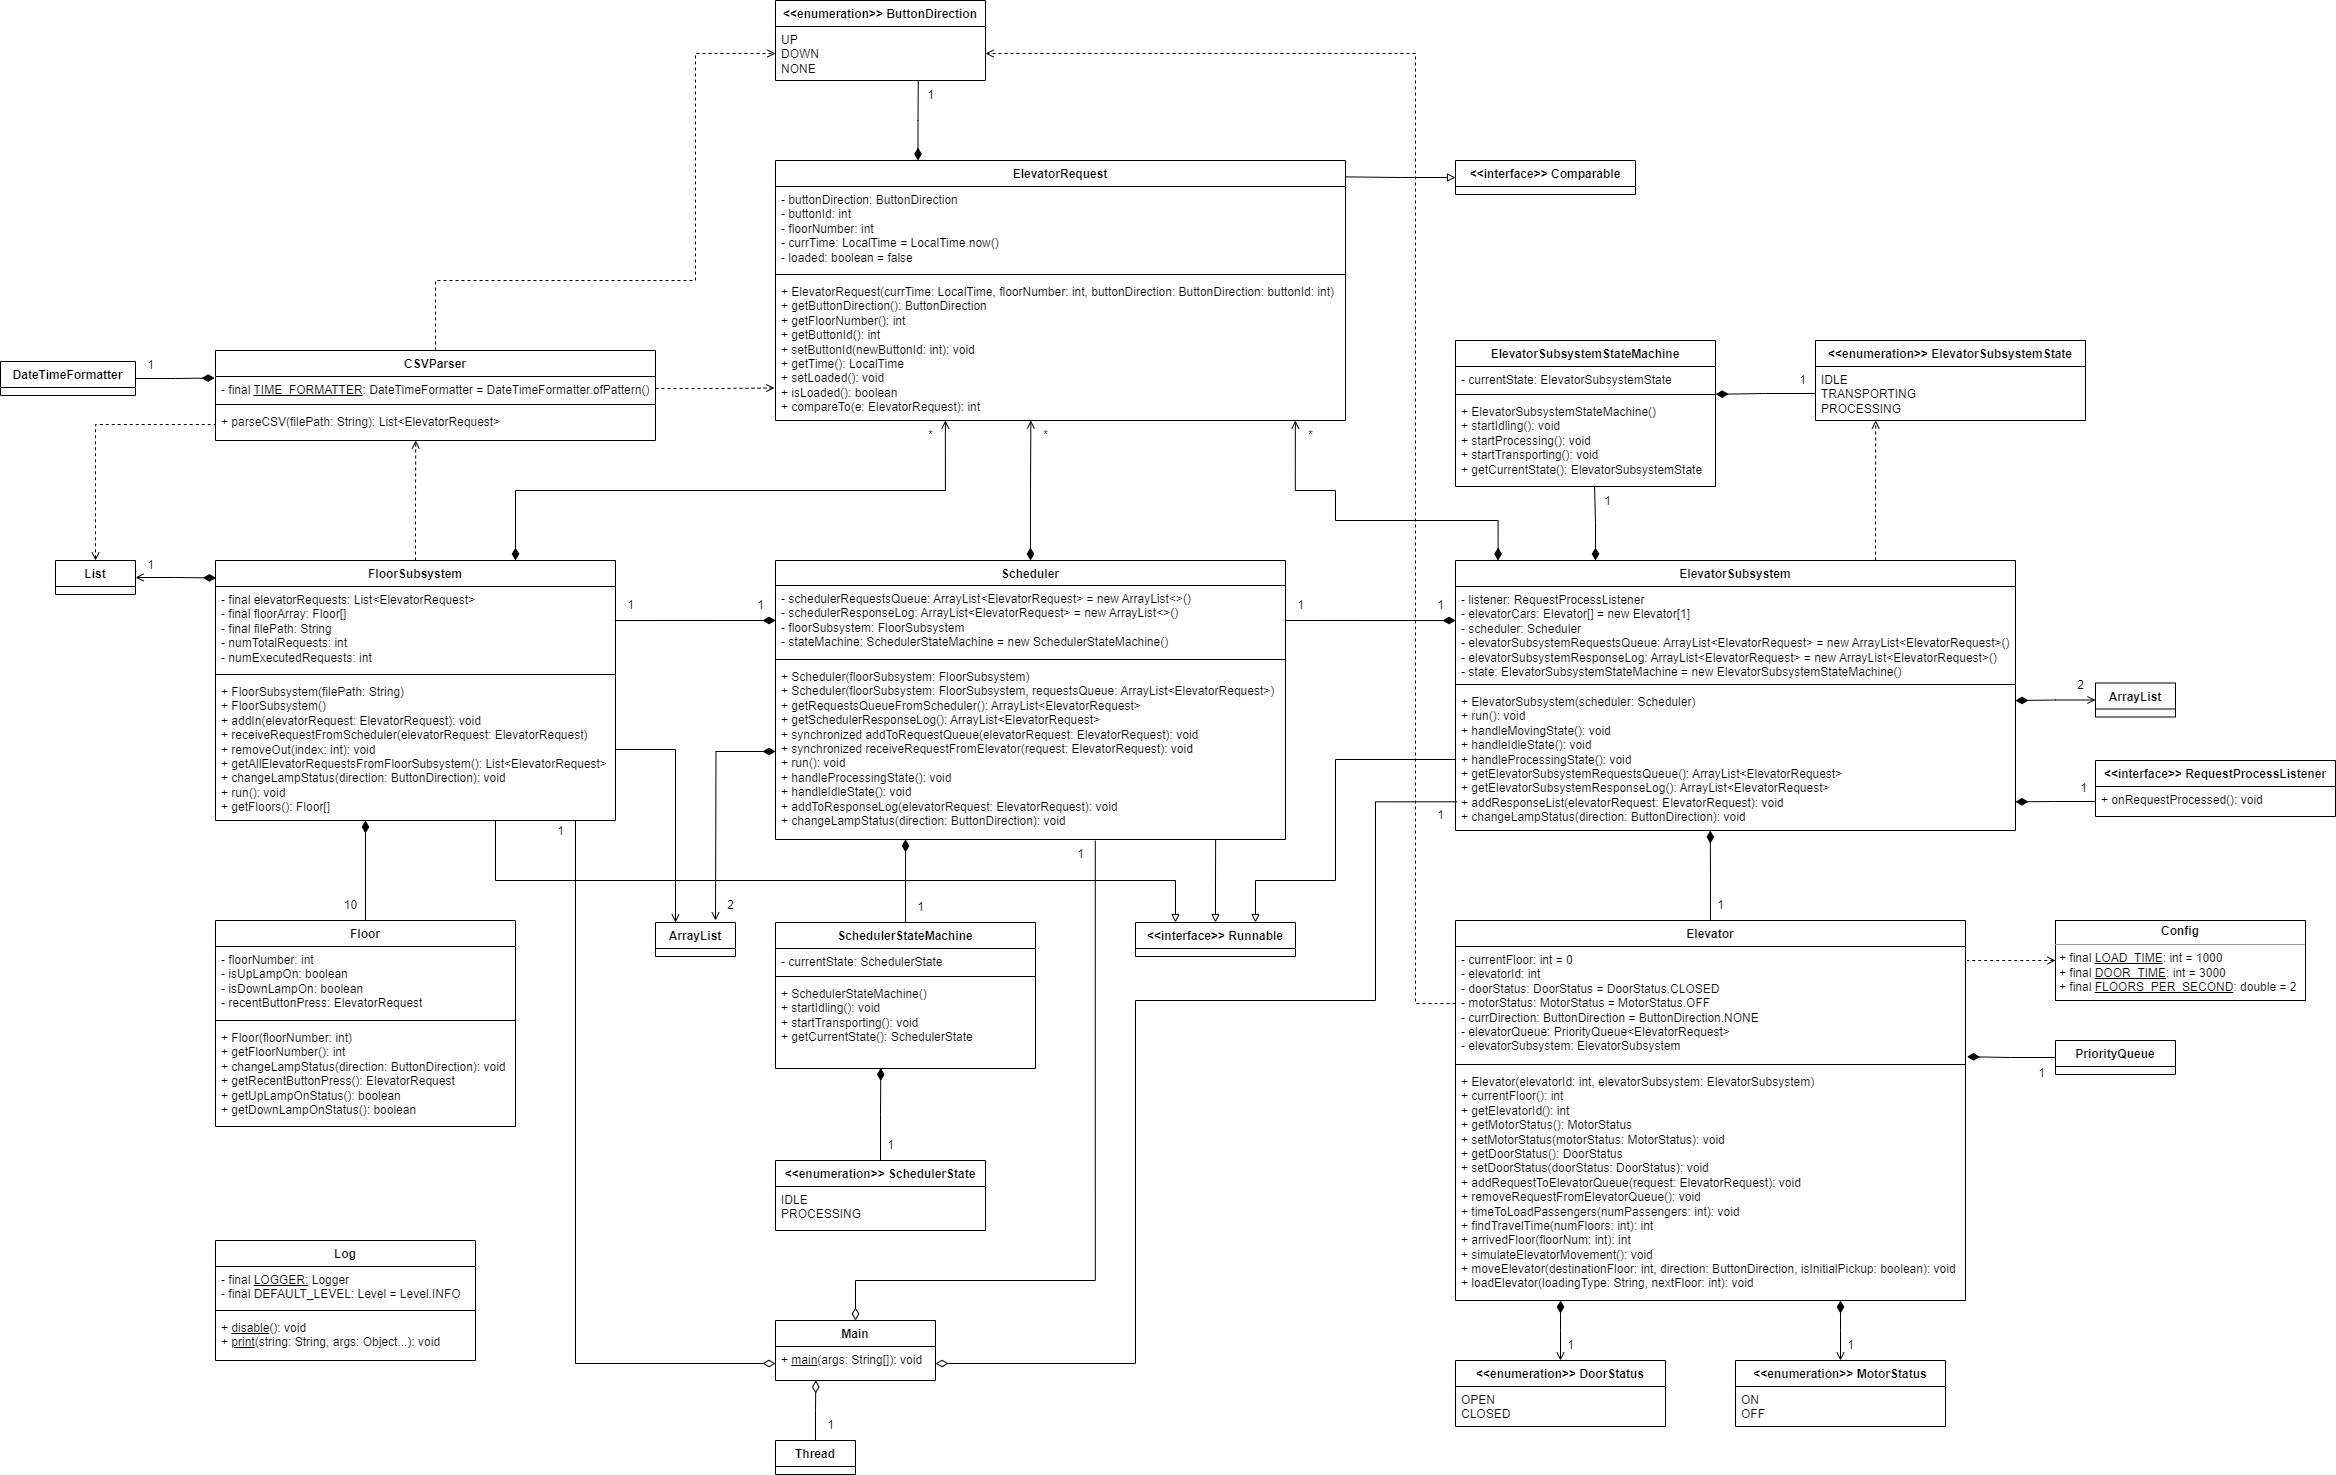 <<enumeration>> ButtonDirection
UP
DOWN
NONE
1
ElevatorRequest
- buttonDirection: ButtonDirection
- buttonId: int
- floorNumber: int
- currTime: LocalTime = LocalTime.now()
- loaded: boolean = false
+ ElevatorRequest(currTime: LocalTime, floorNumber: int, buttonDirection: ButtonDirection: buttonId: int)
+ getButtonDirection(): ButtonDirection
+ getFloorNumber(): int
+ getButtonId(): int
+ setButtonId(newButtonId: int): void
+ getTime(): LocalTime
+ setLoaded(): void
+ isLoaded(): boolean
+ compareTo(e: ElevatorRequest): int
<<interface>> Comparable
DateTimeFormatter
1
CSVParser
- final TIME_FORMATTER: DateTimeFormatter = DateTimeFormatter.ofPattern()
+ parseCSV(filePath: String): List<ElevatorRequest>
ElevatorSubsystemStateMachine
- currentState: ElevatorSubsystemState
+ ElevatorSubsystemStateMachine()
+ startIdling(): void
+ startProcessing(): void
+ startTransporting(): void
+ getCurrentState(): ElevatorSubsystemState
1
<<enumeration>> ElevatorSubsystemState
IDLE
TRANSPORTING
PROCESSING
*
*
*
1
List
1
FloorSubsystem
- final elevatorRequests: List<ElevatorRequest>
- final floorArray: Floor[]
- final filePath: String
- numTotalRequests: int
- numExecutedRequests: int
+ FloorSubsystem(filePath: String)
+ FloorSubsystem()
+ addIn(elevatorRequest: ElevatorRequest): void
+ receiveRequestFromScheduler(elevatorRequest: ElevatorRequest)
+ removeOut(index: int): void
+ getAllElevatorRequestsFromFloorSubsystem(): List<ElevatorRequest>
+ changeLampStatus(direction: ButtonDirection): void
+ run(): void
+ getFloors(): Floor[]
1
1
Scheduler
- schedulerRequestsQueue: ArrayList<ElevatorRequest> = new ArrayList<>()
- schedulerResponseLog: ArrayList<ElevatorRequest> = new ArrayList<>()
- floorSubsystem: FloorSubsystem
- stateMachine: SchedulerStateMachine = new SchedulerStateMachine()
+ Scheduler(floorSubsystem: FloorSubsystem)
+ Scheduler(floorSubsystem: FloorSubsystem, requestsQueue: ArrayList<ElevatorRequest>)
+ getRequestsQueueFromScheduler(): ArrayList<ElevatorRequest>
+ getSchedulerResponseLog(): ArrayList<ElevatorRequest>
+ synchronized addToRequestQueue(elevatorRequest: ElevatorRequest): void
+ synchronized receiveRequestFromElevator(request: ElevatorRequest): void
+ run(): void
+ handleProcessingState(): void
+ handleIdleState(): void
+ addToResponseLog(elevatorRequest: ElevatorRequest): void
+ changeLampStatus(direction: ButtonDirection): void
1
1
ElevatorSubsystem
- listener: RequestProcessListener
- elevatorCars: Elevator[] = new Elevator[1]
- scheduler: Scheduler
- elevatorSubsystemRequestsQueue: ArrayList<ElevatorRequest> = new ArrayList<ElevatorRequest>()
- elevatorSubsystemResponseLog: ArrayList<ElevatorRequest> = new ArrayList<ElevatorRequest>()
- state: ElevatorSubsystemStateMachine = new ElevatorSubsystemStateMachine()
+ ElevatorSubsystem(scheduler: Scheduler)
+ run(): void
+ handleMovingState(): void
+ handleIdleState(): void
+ handleProcessingState(): void
+ getElevatorSubsystemRequestsQueue(): ArrayList<ElevatorRequest>
+ getElevatorSubsystemResponseLog(): ArrayList<ElevatorRequest>
+ addResponseList(elevatorRequest: ElevatorRequest): void
+ changeLampStatus(direction: ButtonDirection): void
2
ArrayList
1
<<interface>> RequestProcessListener
+ onRequestProcessed(): void
1
1
1
10
Floor
- floorNumber: int
- isUpLampOn: boolean
- isDownLampOn: boolean
- recentButtonPress: ElevatorRequest
+ Floor(floorNumber: int)
+ getFloorNumber(): int
+ changeLampStatus(direction: ButtonDirection): void
+ getRecentButtonPress(): ElevatorRequest
+ getUpLampOnStatus(): boolean
+ getDownLampOnStatus(): boolean
2
ArrayList
1
SchedulerStateMachine
- currentState: SchedulerState
+ SchedulerStateMachine()
+ startIdling(): void
+ startTransporting(): void
+ getCurrentState(): SchedulerState
<<interface>> Runnable
1
Elevator
- currentFloor: int = 0
- elevatorId: int
- doorStatus: DoorStatus = DoorStatus.CLOSED
- motorStatus: MotorStatus = MotorStatus.OFF
- currDirection: ButtonDirection = ButtonDirection.NONE
- elevatorQueue: PriorityQueue<ElevatorRequest>
- elevatorSubsystem: ElevatorSubsystem
+ Elevator(elevatorId: int, elevatorSubsystem: ElevatorSubsystem)
+ currentFloor(): int
+ getElevatorId(): int
+ getMotorStatus(): MotorStatus
+ setMotorStatus(motorStatus: MotorStatus): void
+ getDoorStatus(): DoorStatus
+ setDoorStatus(doorStatus: DoorStatus): void
+ addRequestToElevatorQueue(request: ElevatorRequest): void
+ removeRequestFromElevatorQueue(): void
+ timeToLoadPassengers(numPassengers: int): void
+ findTravelTime(numFloors: int): int
+ arrivedFloor(floorNum: int): int
+ simulateElevatorMovement(): void
+ moveElevator(destinationFloor: int, direction: ButtonDirection, isInitialPickup: boolean): void
+ loadElevator(loadingType: String, nextFloor: int): void
Config
+ final LOAD_TIME: int = 1000
+ final DOOR_TIME: int = 3000
+ final FLOORS_PER_SECOND: double = 2
PriorityQueue
1
1
<<enumeration>> SchedulerState
IDLE
PROCESSING
Log
- final LOGGER: Logger
- final DEFAULT_LEVEL: Level = Level.INFO
+ disable(): void
+ print(string: String, args: Object...): void
Main
+ main(args: String[]): void
1
Thread
1
<<enumeration>> DoorStatus
OPEN
CLOSED
1
<<enumeration>> MotorStatus
ON
OFF